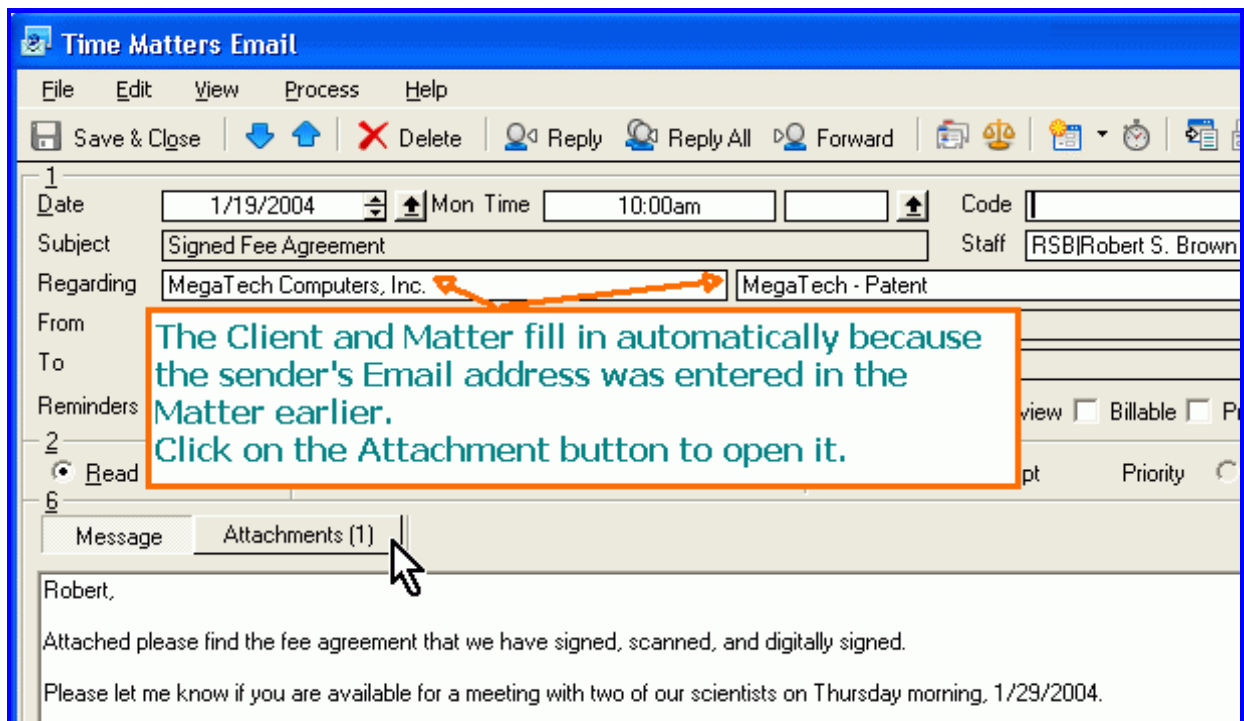 Time Matters Email
File Edit View Process Help
Save & Close Delete Reply Reply All Forward
1
Date 1/19/2004 Mon Time 10:00am Code
Subject Signed Fee Agreement Staff RSB|Robert S. Brown
Regarding MegaTech Computers, Inc. MegaTech - Patent
From
The Client and Matter fill in automatically because
To
the sender's Email address was entered in the
Reminders
Matter earlier.
view Billable
Click on the Attachment button to open it.
2
Read pt Priority
6
Message Attachments (1)
Robert,
Attached please find the fee agreement that we have signed, scanned, and digitally signed.
Please let me know if you are available for a meeting with two of our scientists on Thursday morning, 1/29/2004.